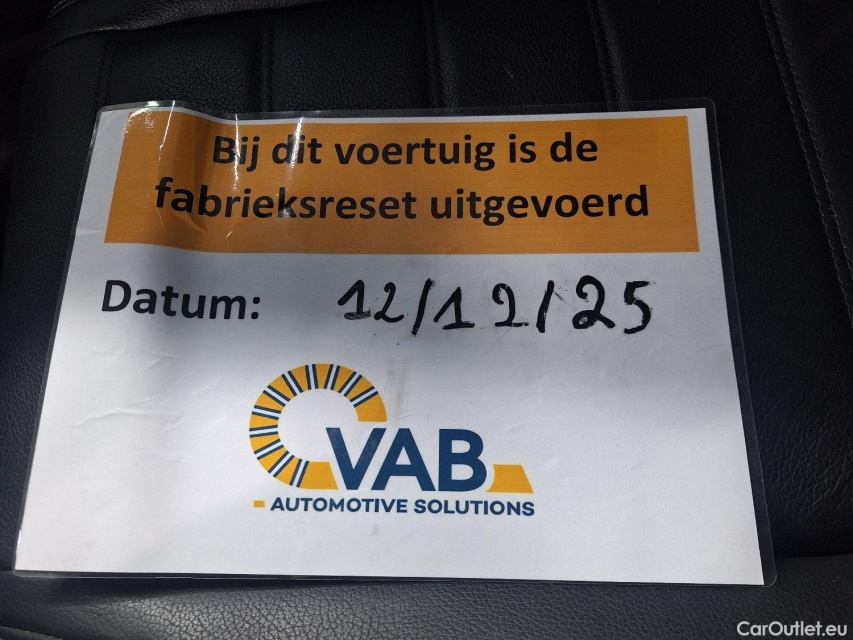 Bij dit voertuig is de
fabrieksreset uitgevoerd
Datum: 12/12/25
VAB
AUTOMOTIVE SOLUTIONS
CarOutlet.eu